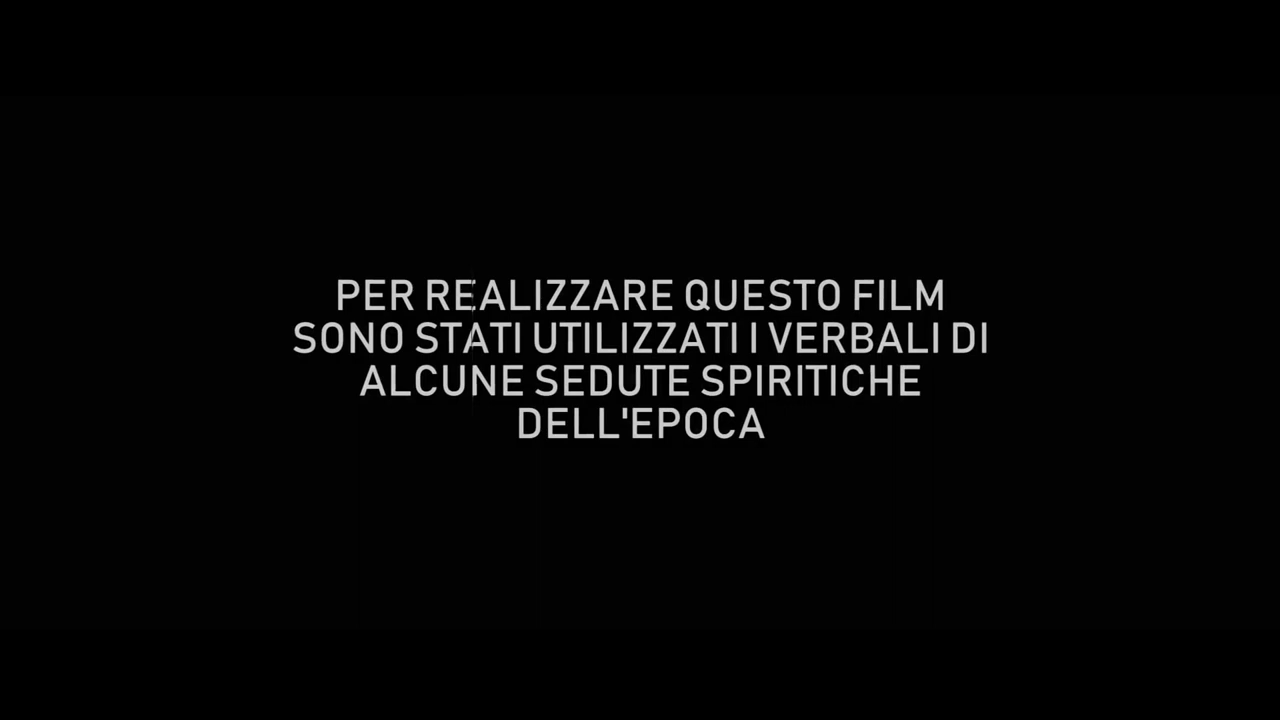 PER REALIZZARE QUESTO FILM
SONO STATI UTILIZZATI I VERBALI DI
ALCUNE SEDUTE SPIRITICHE
DELL'EPOCA